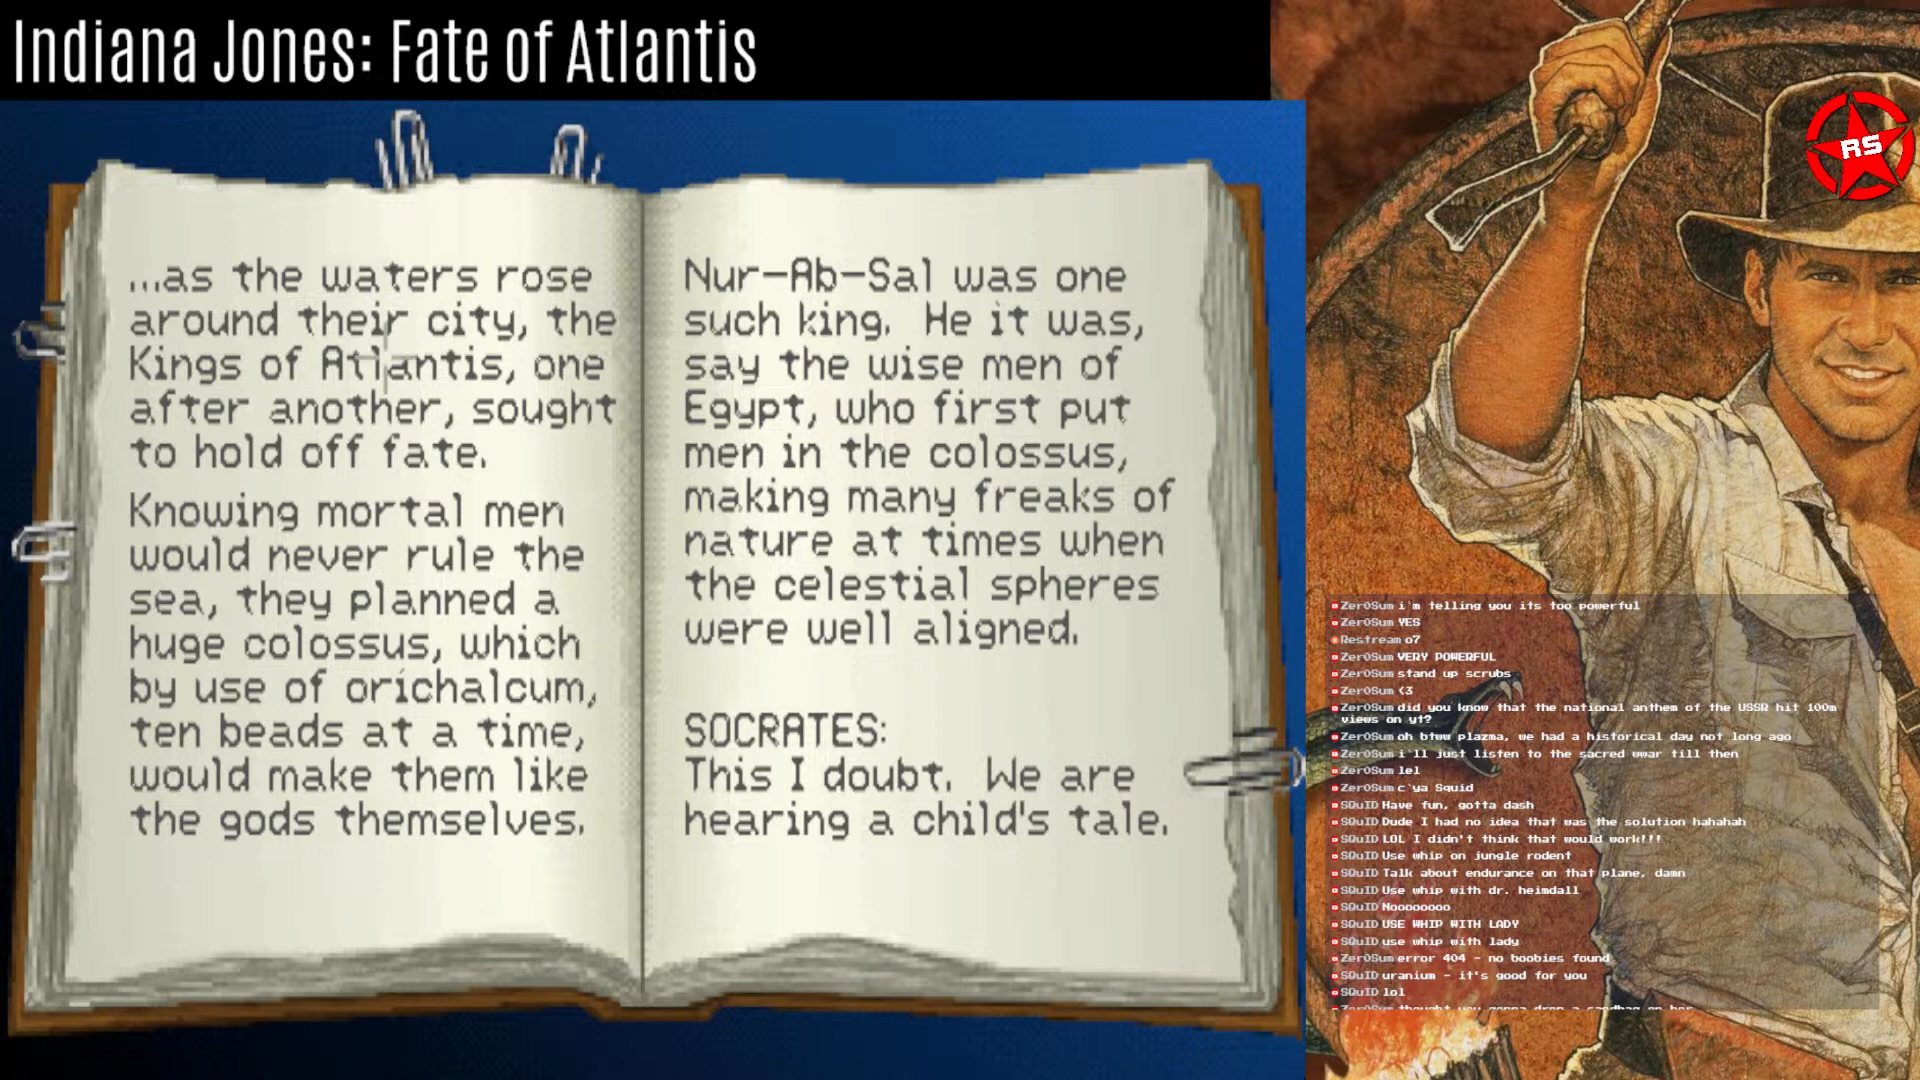 Indiana Jones: Fate of Atlantis
...as the waters rose
around their city, the
Kings of Atlantis, one
after another, sought
to hold off fate.
Knowing mortal men
would never rule the
sea, they planned a
huge colossus, which
by use of orichalcum,
ten beads at a time,
would make them like
the gods themselves.
Nur-Ab-Sal was one
such king. He it was,
say the wise men of
Egypt, who first put
men in the colossus,
making many freaks of
nature at times when
the celestial spheres
were well aligned.
SOCRATES:
This I doubt. We are
hearing a child's tale.
RS
Zer0Sum i'm telling you its too powerful
Zer0Sum YES
Restream o7
Zer0Sum VERY POWERFUL
Zer0Sum stand up scrubs
Zer0Sum <3
Zer0Sum did you know that the national anthem of the USSR hit 100m
views on yt?
Zer0Sum oh btww plazma, we had a historical day not long ago
Zer0Sum i'll just listen to the sacred wwar till then
Zer0Sum lel
Zer0Sum c'ya Squid
SQuID Have fun, gotta dash
SQuID Dude I had no idea that was the solution hahahah
SQuID LOL I didn't think that would work!!!
SQuID Use whip on jungle rodent
SQuID Talk about endurance on that plane, damn
SQuID Use whip with dr. heimdall
SQuID Noooooooo
SQuID USE WHIP WITH LADY
SQuID use whip with lady
Zer0Sum error 404 - no boobies found
SQuID uranium - it's good for you
SQuID lol
Zer0Sum thought you gonna drop a sandbag on her